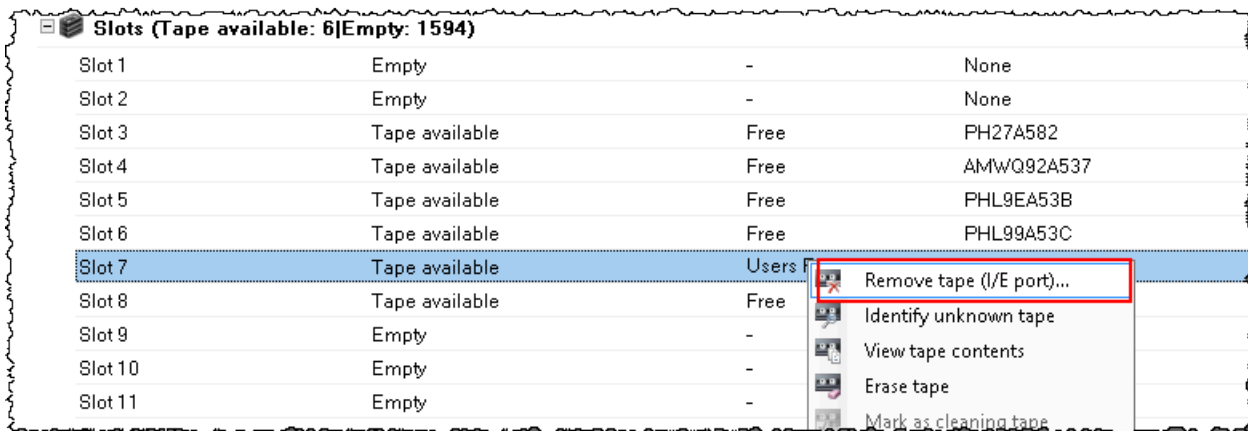 Slots (Tape available: 6|Empty: 1594)
Slot 1 Empty - None
Slot 2 Empty - None
Slot 3 Tape available Free PH27A582
Slot 4 Tape available Free AMWQ92A537
Slot 5 Tape available Free PHL9EA53B
Slot 6 Tape available Free PHL99A53C
Slot 7 Tape available Users
Remove tape (I/E port)...
Slot 8 Tape available Free
Identify unknown tape
Slot 9 Empty -
View tape contents
Slot 10 Empty -
Erase tape
Slot 11 Empty -
Mark as cleaning tape